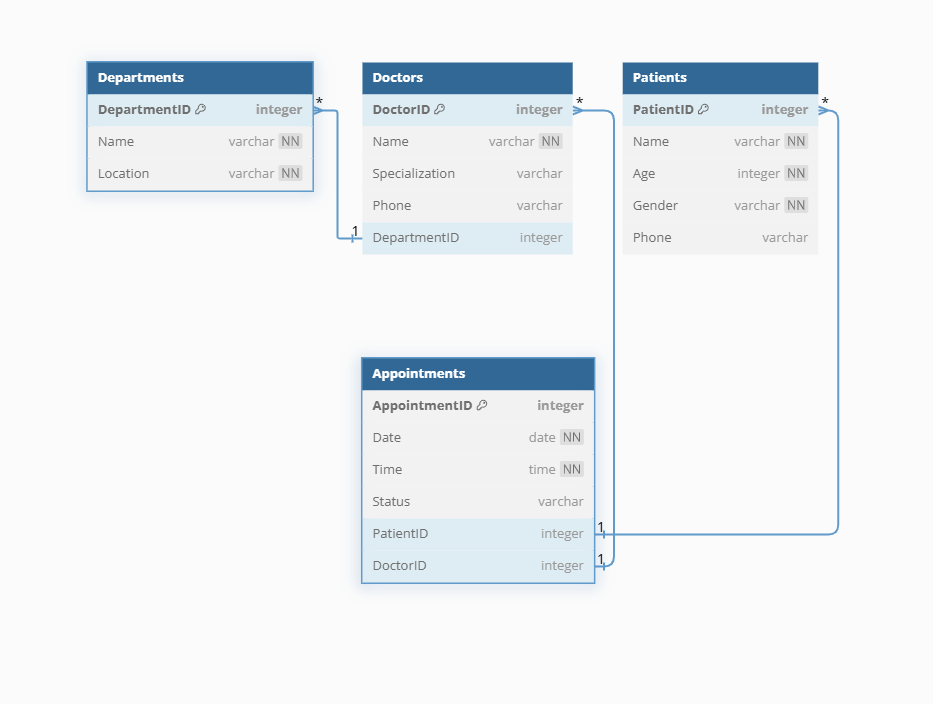 Departments
DepartmentID integer *
Name varchar NN
Location varchar NN
Doctors
DoctorID integer *
Name varchar NN
Specialization varchar
Phone varchar
1 DepartmentID integer
Patients
PatientID integer *
Name varchar NN
Age integer NN
Gender varchar NN
Phone varchar
Appointments
AppointmentID integer
Date date NN
Time time NN
Status varchar
PatientID integer 1
DoctorID integer 1